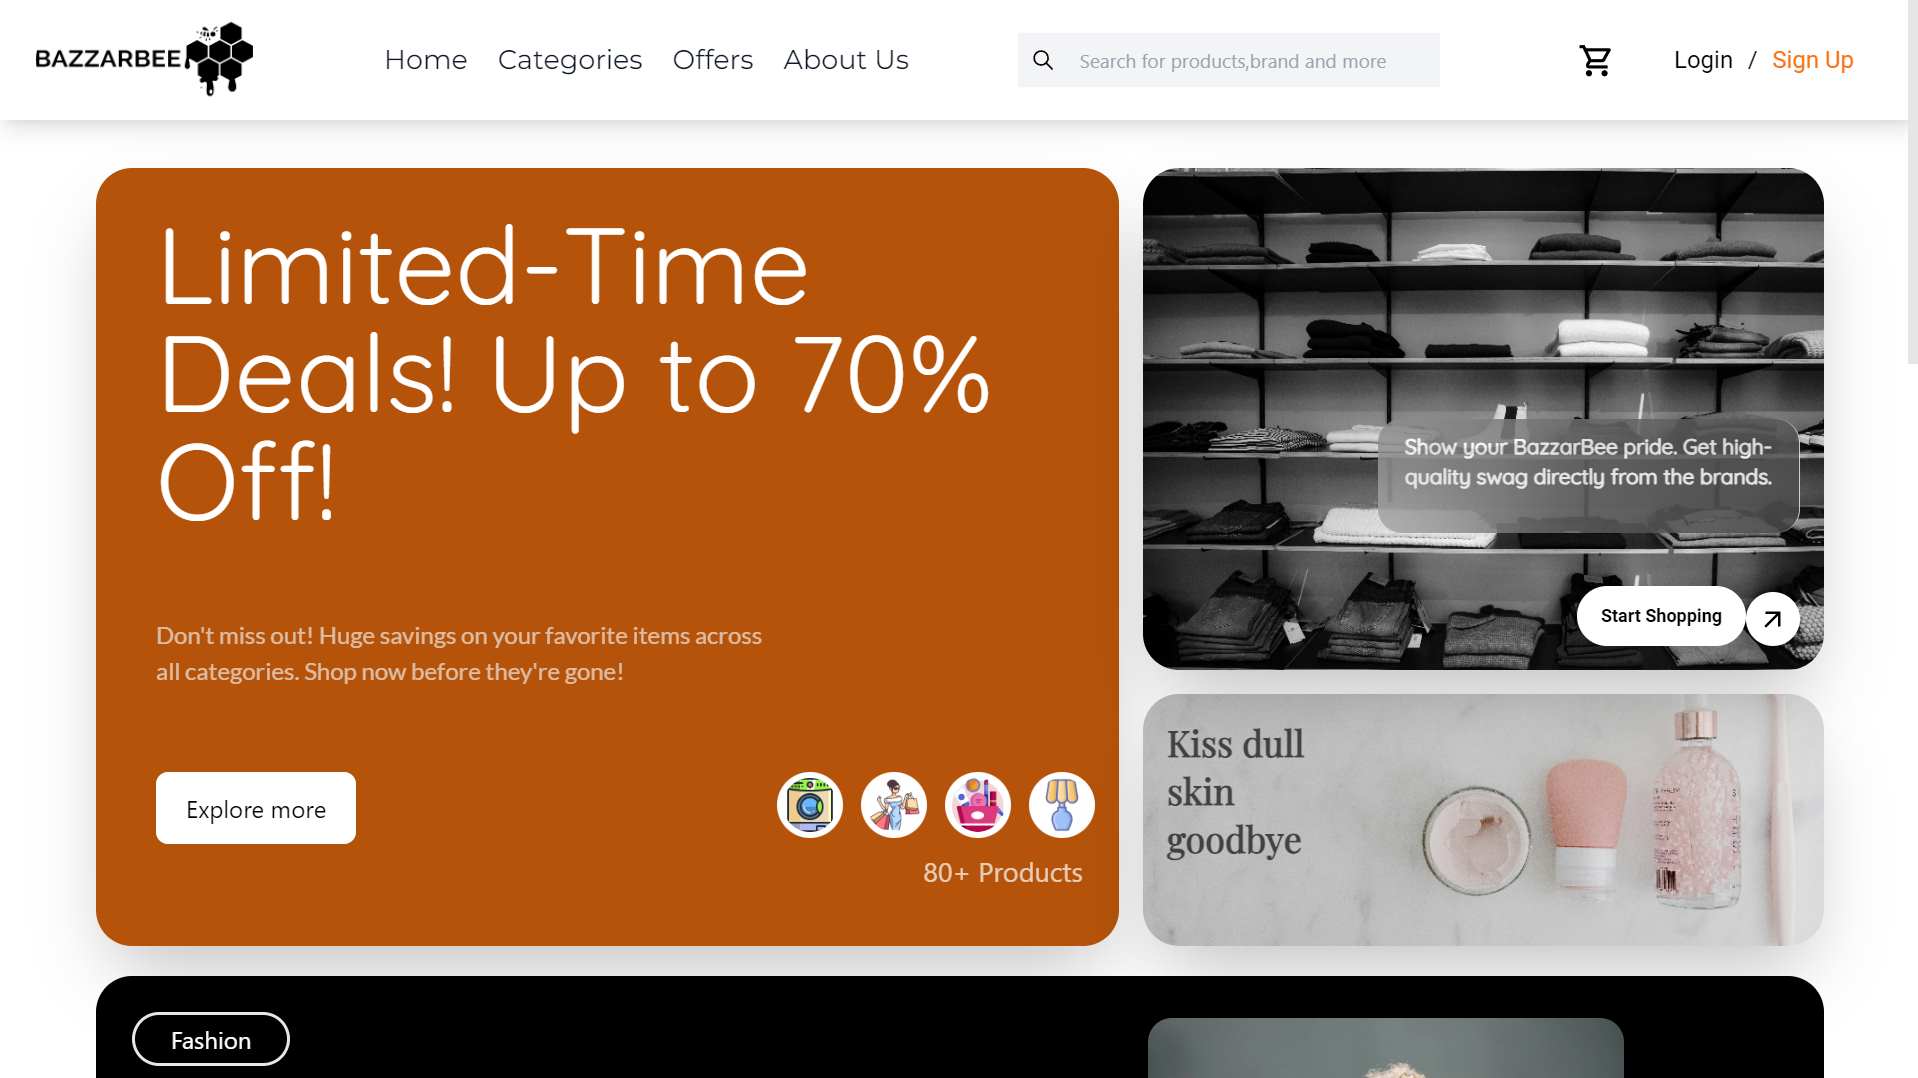 BAZZARBEE
Home Categories Offers About Us
Search for products,brand and more
Login / Sign Up
Limited-Time
Deals! Up to 70%
Off!
Don't miss out! Huge savings on your favorite items across
all categories. Shop now before they're gone!
Explore more
80+ Products
Show your BazzarBee pride. Get high-
quality swag directly from the brands.
Start Shopping
Kiss dull
skin
goodbye
Fashion